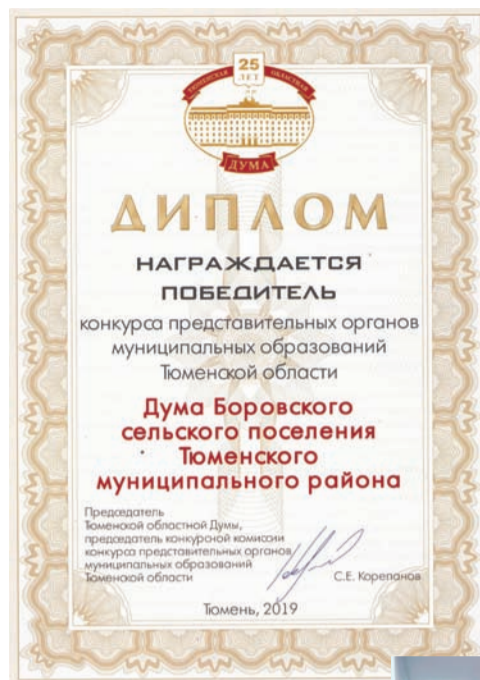 25
ЛЕТ
ТЮМЕНСКАЯ ОБЛАСТНАЯ
ДУМА
ДИПЛОМ
НАГРАЖДАЕТСЯ
ПОБЕДИТЕЛЬ
конкурса представительных органов
муниципальных образований
Тюменской области
Дума Боровского
сельского поселения
Тюменского
муниципального района
Председатель
Тюменской областной Думы,
председатель конкурсной комиссии
конкурса представительных органов
муниципальных образований
Тюменской области
С.Е. Корепанов
Тюмень, 2019